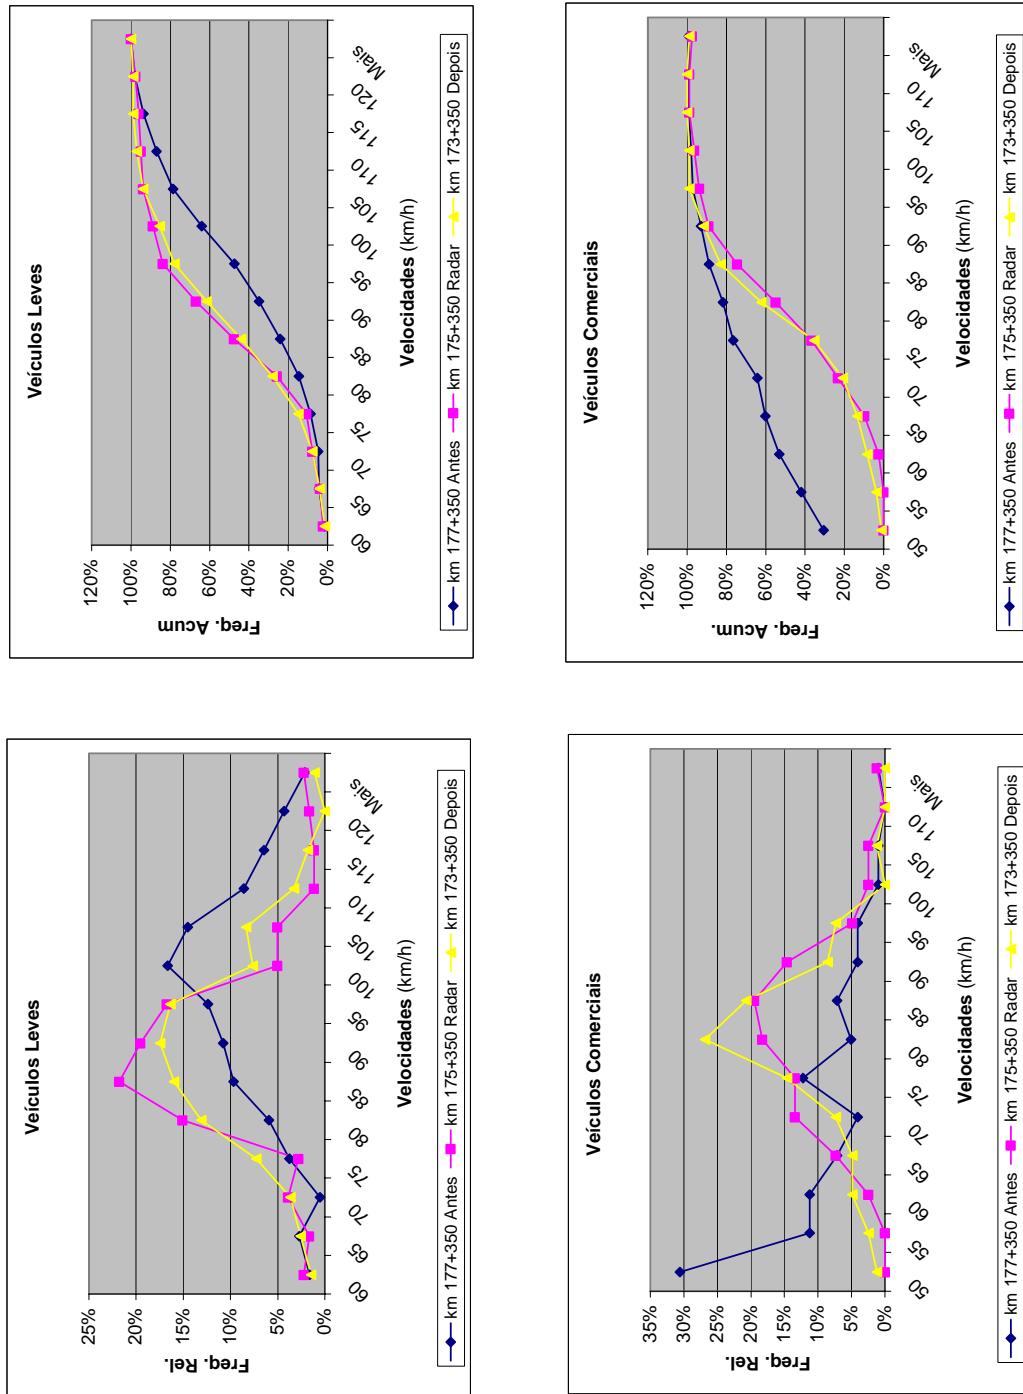 Veículos Leves
25%
20%
15%
10%
5%
0%
Freq. Rel.
60 65 70 75 80 85 90 95 100 105 110 115 120 Mais
Velocidades (km/h)
km 177+350 Antes km 175+350 Radar km 173+350 Depois
Veículos Leves
120%
100%
80%
60%
40%
20%
0%
Freq. Acum
60 65 70 75 80 85 90 95 100 105 110 115 120 Mais
Velocidades (km/h)
km 177+350 Antes km 175+350 Radar km 173+350 Depois
Veículos Comerciais
35%
30%
25%
20%
15%
10%
5%
0%
Freq. Rel.
50 55 60 65 70 75 80 85 90 95 100 105 110 Mais
Velocidades (km/h)
km 177+350 Antes km 175+350 Radar km 173+350 Depois
Veículos Comerciais
120%
100%
80%
60%
40%
20%
0%
Freq. Acum.
50 55 60 65 70 75 80 85 90 95 100 105 110 Mais
Velocidades (km/h)
km 177+350 Antes km 175+350 Radar km 173+350 Depois